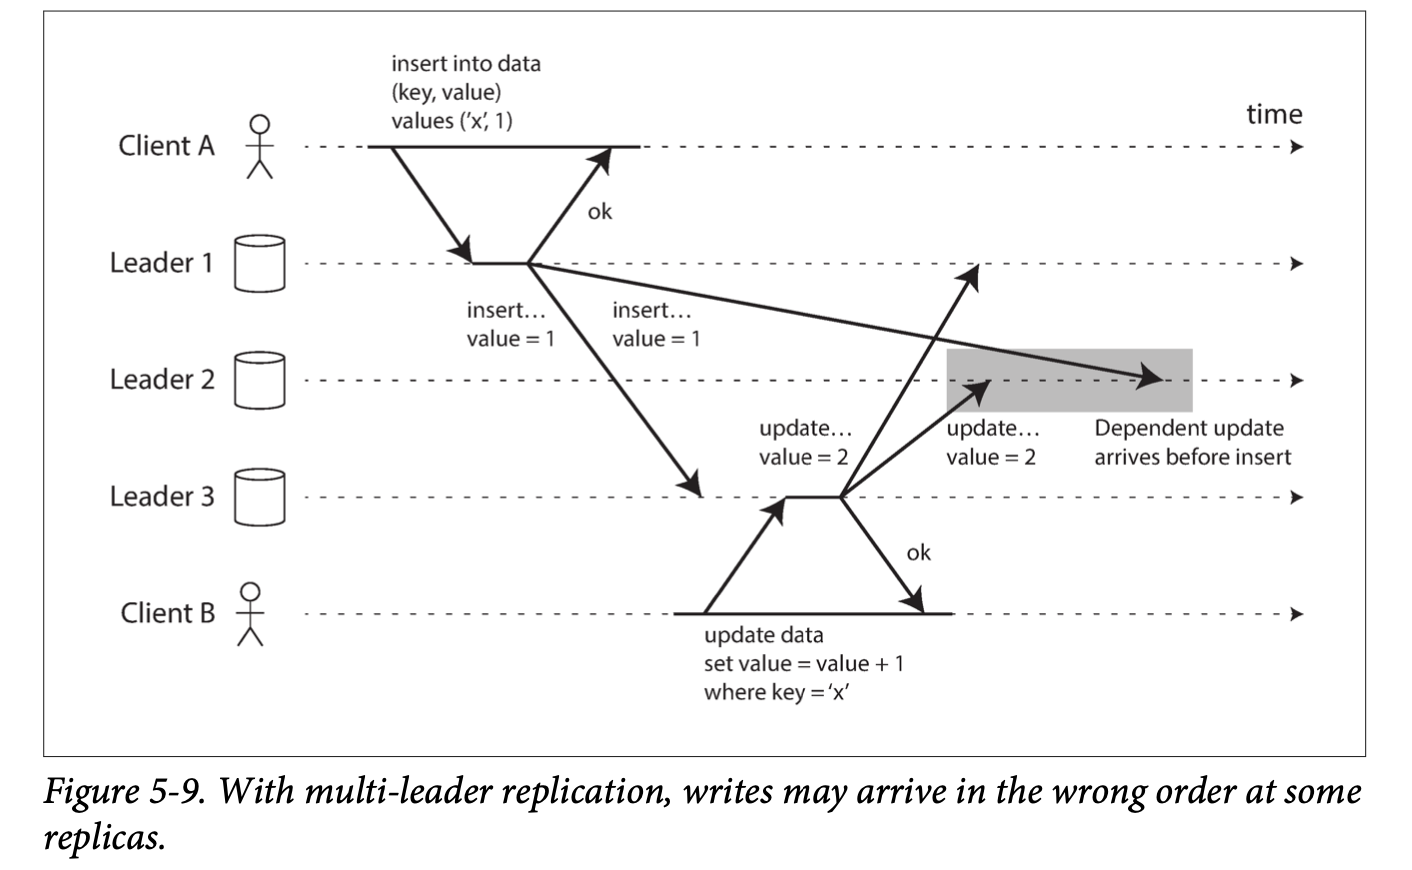 insert into data
(key, value)
values (‘x’, 1)
time
Client A
ok
Leader 1
insert…
value = 1
insert…
value = 1
Leader 2
update…
value = 2
update…
value = 2
Dependent update
arrives before insert
Leader 3
ok
Client B
update data
set value = value + 1
where key = ‘x’
Figure 5-9. With multi-leader replication, writes may arrive in the wrong order at some
replicas.